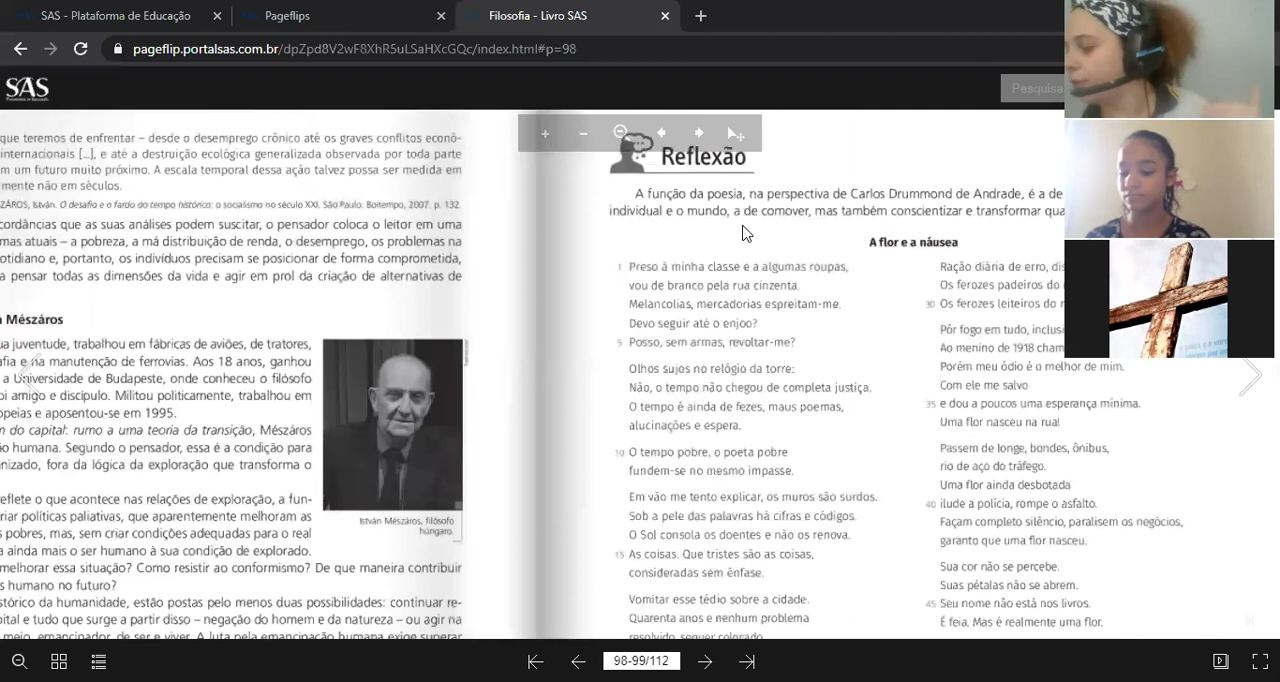 SAS - Plataforma de Educação
Pageflips
Filosofia - Livro SAS
pageflip.portalsas.com.br/dpZpd8V2wF8XhR5uLSaHXcGQc/index.html#p=98
SAS
Pesquisa
que teremos de enfrentar – desde o desemprego crônico até os graves conflitos econô-
internacionais [...], e até a destruição ecológica generalizada observada por toda parte
m um futuro muito próximo. A escala temporal dessa ação talvez possa ser medida em
mente não em séculos.
ZÁROS, István. O desafio e o fardo do tempo histórico: o socialismo no século XXI. São Paulo: Boitempo, 2007. p. 132.
cordâncias que as suas análises podem suscitar, o pensador coloca o leitor em uma
mas atuais – a pobreza, a má distribuição de renda, o desemprego, os problemas na
otidiano e, portanto, os indivíduos precisam se posicionar de forma comprometida,
a pensar todas as dimensões da vida e agir em prol da criação de alternativas de
n Mészáros
ua juventude, trabalhou em fábricas de aviões, de tratores,
afia e na manutenção de ferrovias. Aos 18 anos, ganhou
a Universidade de Budapeste, onde conheceu o filósofo
oi amigo e discípulo. Militou politicamente, trabalhou em
opeias e aposentou-se em 1995.
m do capital: rumo a uma teoria da transição, Mészáros
ão humana. Segundo o pensador, essa é a condição para
anizado, fora da lógica da exploração que transforma o
reflete o que acontece nas relações de exploração, a fun-
riar políticas paliativas, que aparentemente melhoram as
s pobres, mas, sem criar condições adequadas para o real
a ainda mais o ser humano à sua condição de explorado.
melhorar essa situação? Como resistir ao conformismo? De que maneira contribuir
s humano no futuro?
stórico da humanidade, estão postas pelo menos duas possibilidades: continuar re-
pital e tudo que surge a partir disso – negação do homem e da natureza – ou agir na
meio, emancipador, de ser e viver. A luta pela emancipação humana exige superar
István Mészáros, filósofo
húngaro.
Reflexão
A função da poesia, na perspectiva de Carlos Drummond de Andrade, é a de
individual e o mundo, a de comover, mas também conscientizar e transformar qua
A flor e a náusea
1 Preso à minha classe e a algumas roupas,
vou de branco pela rua cinzenta.
Melancolias, mercadorias espreitam-me.
Devo seguir até o enjoo?
5 Posso, sem armas, revoltar-me?
Olhos sujos no relógio da torre:
Não, o tempo não chegou de completa justiça.
O tempo é ainda de fezes, maus poemas,
alucinações e espera.
10 O tempo pobre, o poeta pobre
fundem-se no mesmo impasse.
Em vão me tento explicar, os muros são surdos.
Sob a pele das palavras há cifras e códigos.
O Sol consola os doentes e não os renova.
15 As coisas. Que tristes são as coisas,
consideradas sem ênfase.
Vomitar esse tédio sobre a cidade.
Quarenta anos e nenhum problema
resolvido, sequer colocado.
Ração diária de erro, dis
Os ferozes padeiros do
30 Os ferozes leiteiros do
Pôr fogo em tudo, inclusi
Ao menino de 1918 cham
Porém meu ódio é o melhor de mim.
Com ele me salvo
35 e dou a poucos uma esperança mínima.
Uma flor nasceu na rua!
Passem de longe, bondes, ônibus,
rio de aço do tráfego.
Uma flor ainda desbotada
40 ilude a polícia, rompe o asfalto.
Façam completo silêncio, paralisem os negócios,
garanto que uma flor nasceu.
Sua cor não se percebe.
Suas pétalas não se abrem.
45 Seu nome não está nos livros.
É feia. Mas é realmente uma flor.
98-99/112